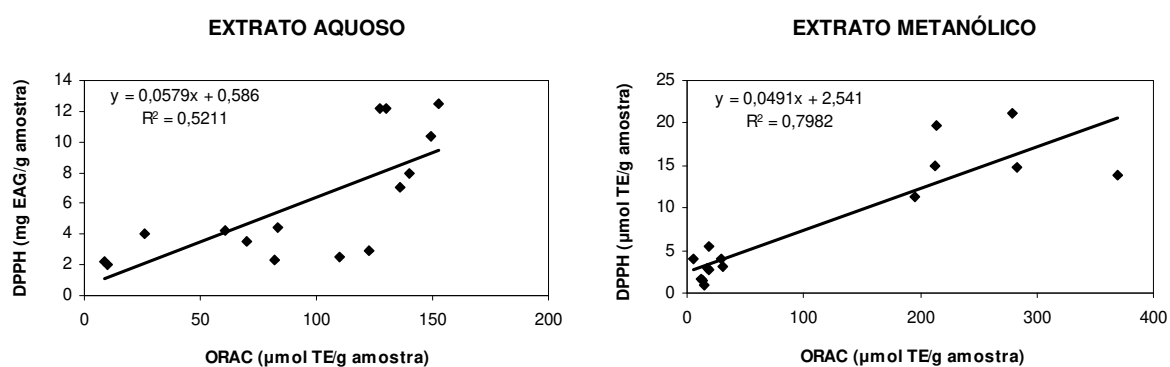 EXTRATO AQUOSO
DPPH (mg EAG/g amostra)
14
12
10
8
6
4
2
0
y = 0,0579x + 0,586
R² = 0,5211
0 50 100 150 200
ORAC (µmol TE/g amostra)
EXTRATO METANÓLICO
DPPH (µmol TE/g amostra)
25
20
15
10
5
0
y = 0,0491x + 2,541
R² = 0,7982
0 100 200 300 400
ORAC (µmol TE/g amostra)